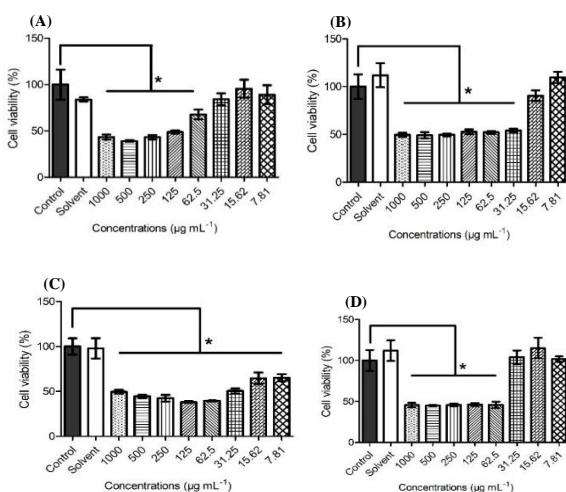 (A)
Cell viability (%)
150
100
50
0
*
Control
Solvent
1000
500
250
125
62.5
31.25
15.62
7.81
Concentrations (µg mL⁻¹)
(B)
Cell viability (%)
150
100
50
0
*
Control
Solvent
1000
500
250
125
62.5
31.25
15.62
7.81
Concentrations (µg mL⁻¹)
(C)
Cell viability (%)
150
100
50
0
*
Control
Solvent
1000
500
250
125
62.5
31.25
15.62
7.81
Concentrations (µg mL⁻¹)
(D)
Cell viability (%)
150
100
50
0
*
Control
Solvent
1000
500
250
125
62.5
31.25
15.62
7.81
Concentrations (µg mL⁻¹)